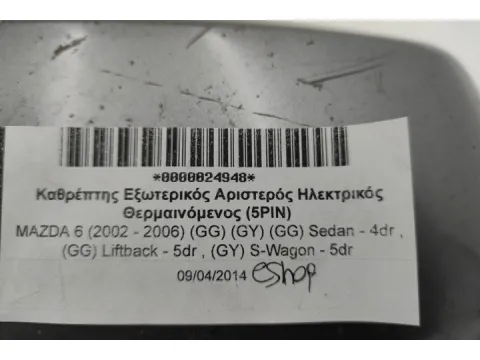 *0000024948*
Καθρέπτης Εξωτερικός Αριστερός Ηλεκτρικός
Θερμαινόμενος (5PIN)
MAZDA 6 (2002 - 2006) (GG) (GY) (GG) Sedan - 4dr ,
(GG) Liftback - 5dr , (GY) S-Wagon - 5dr
09/04/2014 eshop